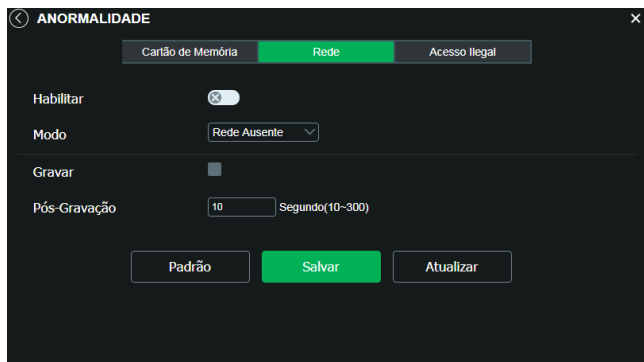 ANORMALIDADE
Cartão de Memória Rede Acesso Ilegal
Habilitar
Modo Rede Ausente
Gravar
Pós-Gravação 10 Segundo(10~300)
Padrão Salvar Atualizar